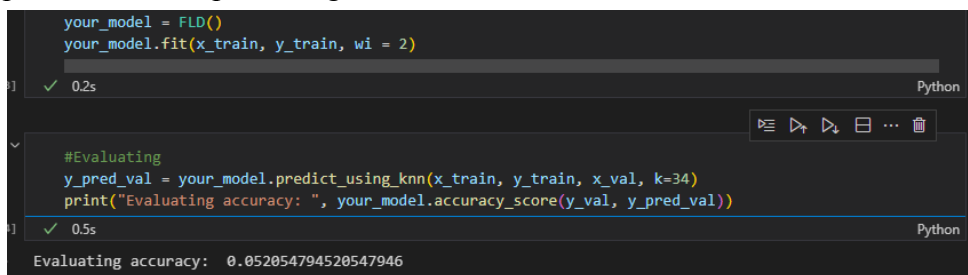 your_model = FLD()
your_model.fit(x_train, y_train, wi = 2)
✓ 0.2s Python
#Evaluating
y_pred_val = your_model.predict_using_knn(x_train, y_train, x_val, k=34)
print("Evaluating accuracy: ", your_model.accuracy_score(y_val, y_pred_val))
4] ✓ 0.5s Python
Evaluating accuracy:  0.052054794520547946